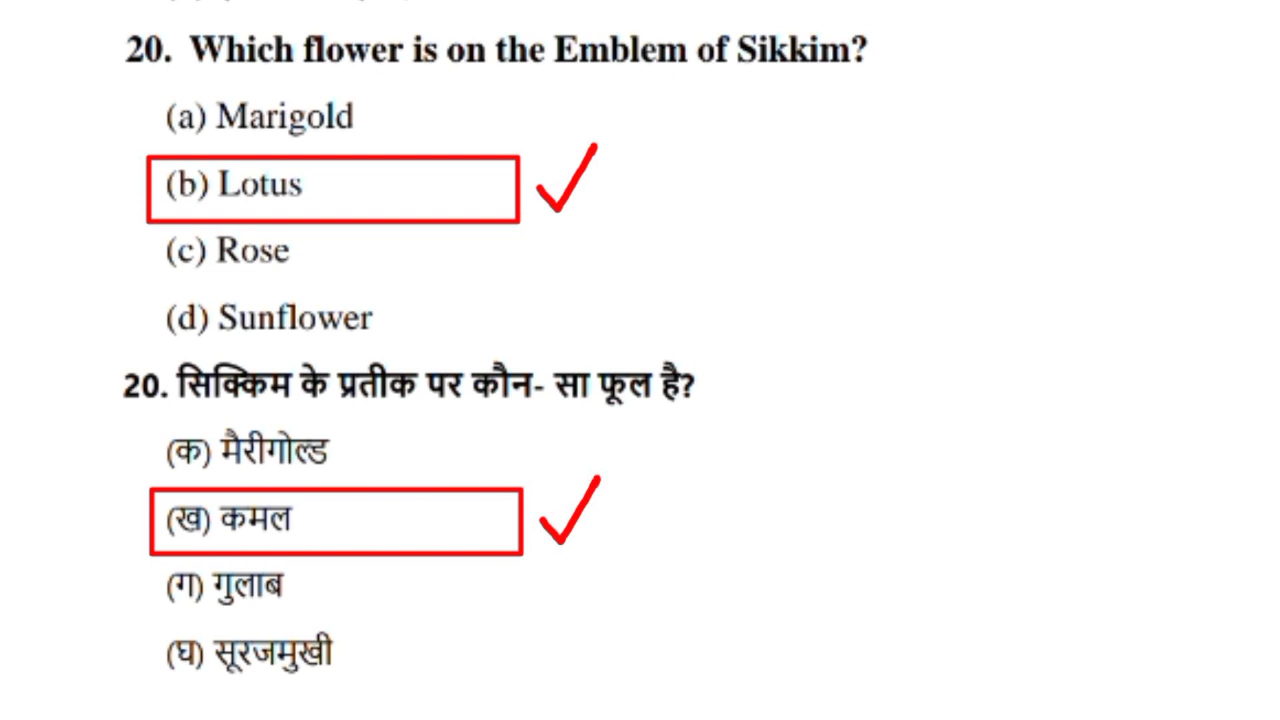 20. Which flower is on the Emblem of Sikkim?
(a) Marigold
(b) Lotus
(c) Rose
(d) Sunflower
20. सिक्किम के प्रतीक पर कौन- सा फूल है?
(क) मैरीगोल्ड
(ख) कमल
(ग) गुलाब
(घ) सूरजमुखी